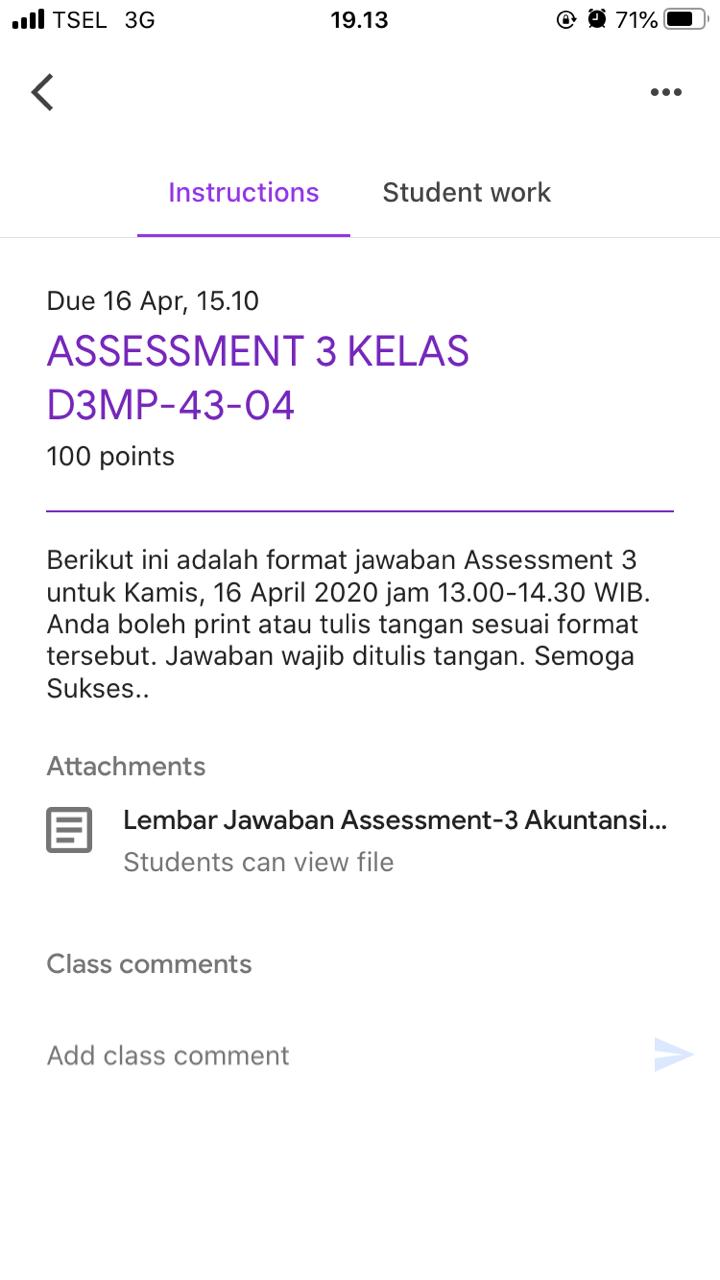 TSEL 3G 19.13 71%
Instructions Student work
Due 16 Apr, 15.10
ASSESSMENT 3 KELAS
D3MP-43-04
100 points
Berikut ini adalah format jawaban Assessment 3
untuk Kamis, 16 April 2020 jam 13.00-14.30 WIB.
Anda boleh print atau tulis tangan sesuai format
tersebut. Jawaban wajib ditulis tangan. Semoga
Sukses..
Attachments
Lembar Jawaban Assessment-3 Akuntansi...
Students can view file
Class comments
Add class comment